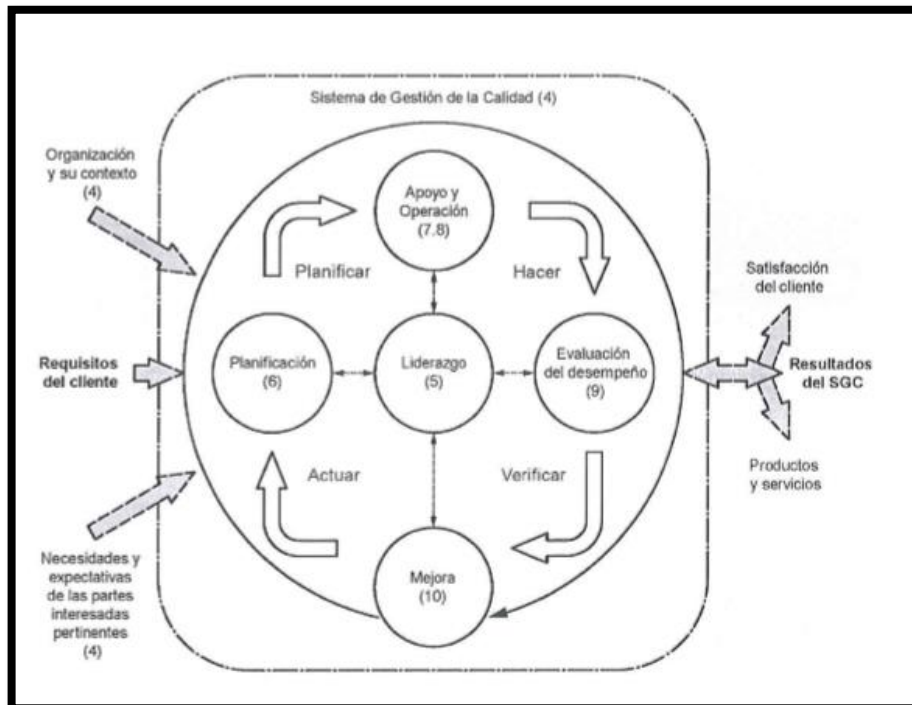 Sistema de Gestión de la Calidad (4)
Organización
y su contexto
(4)
Apoyo y
Operación
(7.8)
Planificar
Hacer
Satisfacción
del cliente
Requisitos
del cliente
Planificación
(6)
Liderazgo
(5)
Evaluación
del desempeño
(9)
Resultados
del SGC
Actuar
Verificar
Productos
y servicios
Necesidades y
expectativas
de las partes
interesadas
pertinentes
(4)
Mejora
(10)